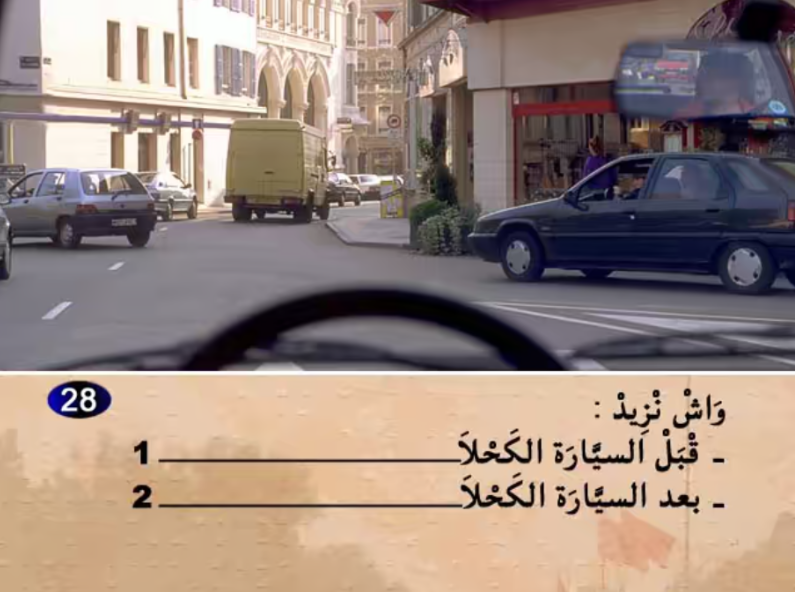 28
وَاشْ نْزِيدْ :
ـ قْبَلْ السيَّارَة الكَحْلاَ 1
ـ بعد السيَّارَة الكَحْلاَ 2